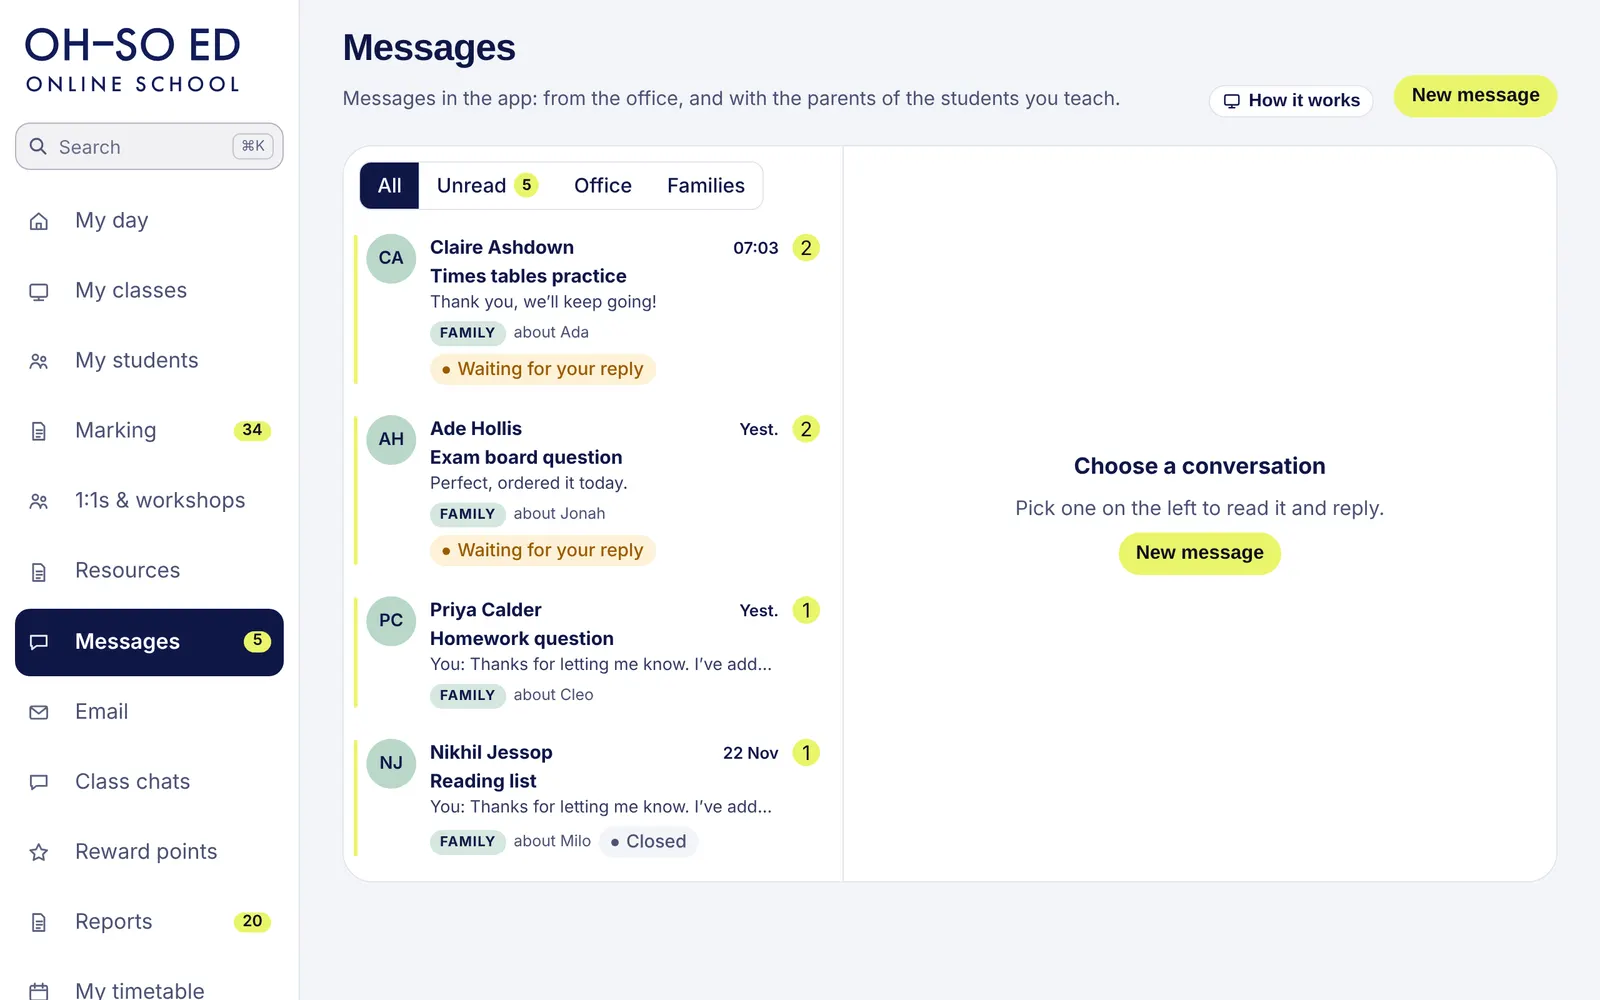 OH–SO ED
ONLINE SCHOOL
Search ⌘K
My day
My classes
My students
Marking 34
1:1s & workshops
Resources
Messages 5
Email
Class chats
Reward points
Reports 20
My timetable
Messages
Messages in the app: from the office, and with the parents of the students you teach.
How it works
New message
All Unread 5 Office Families
CA Claire Ashdown 07:03 2
Times tables practice
Thank you, we’ll keep going!
FAMILY about Ada
• Waiting for your reply
AH Ade Hollis Yest. 2
Exam board question
Perfect, ordered it today.
FAMILY about Jonah
• Waiting for your reply
PC Priya Calder Yest. 1
Homework question
You: Thanks for letting me know. I’ve add...
FAMILY about Cleo
NJ Nikhil Jessop 22 Nov 1
Reading list
You: Thanks for letting me know. I’ve add...
FAMILY about Milo • Closed
Choose a conversation
Pick one on the left to read it and reply.
New message